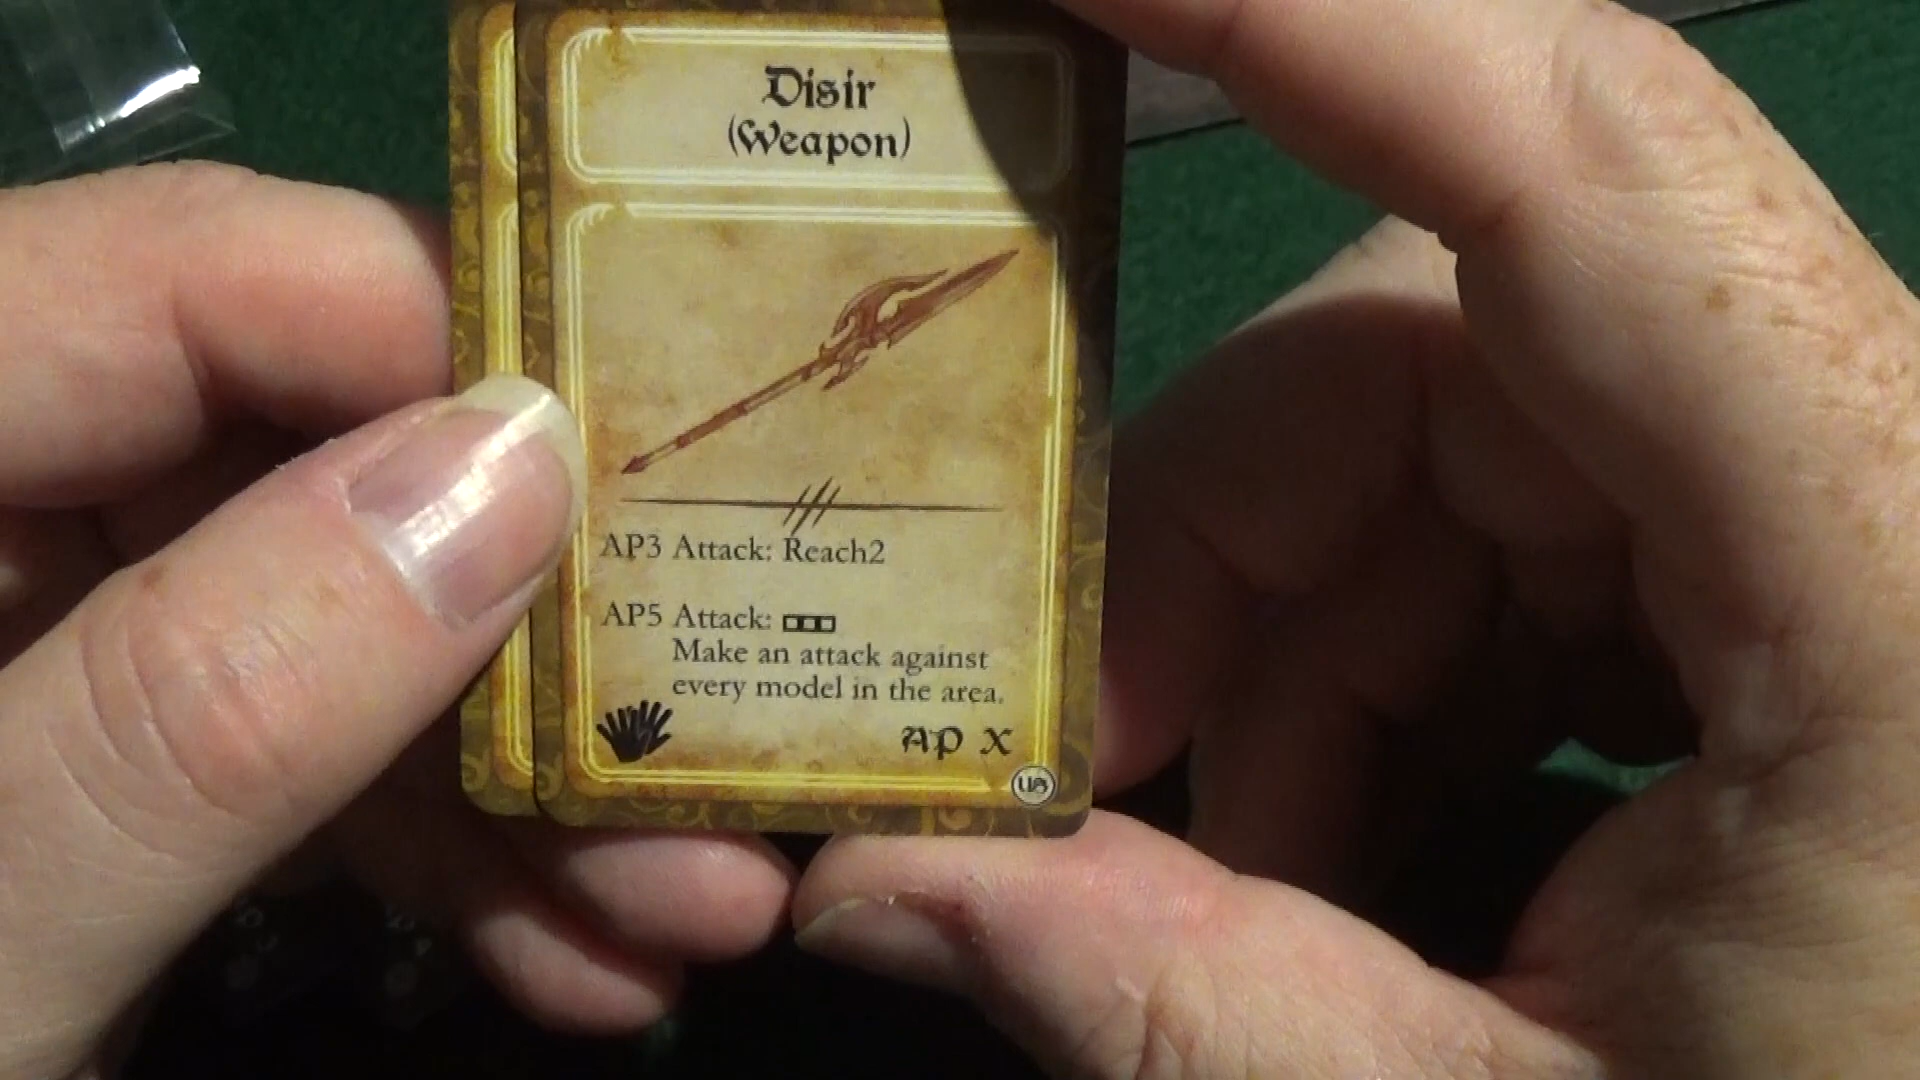 Disir
(Weapon)
AP3 Attack: Reach2
AP5 Attack:
Make an attack against
every model in the area.
AP X